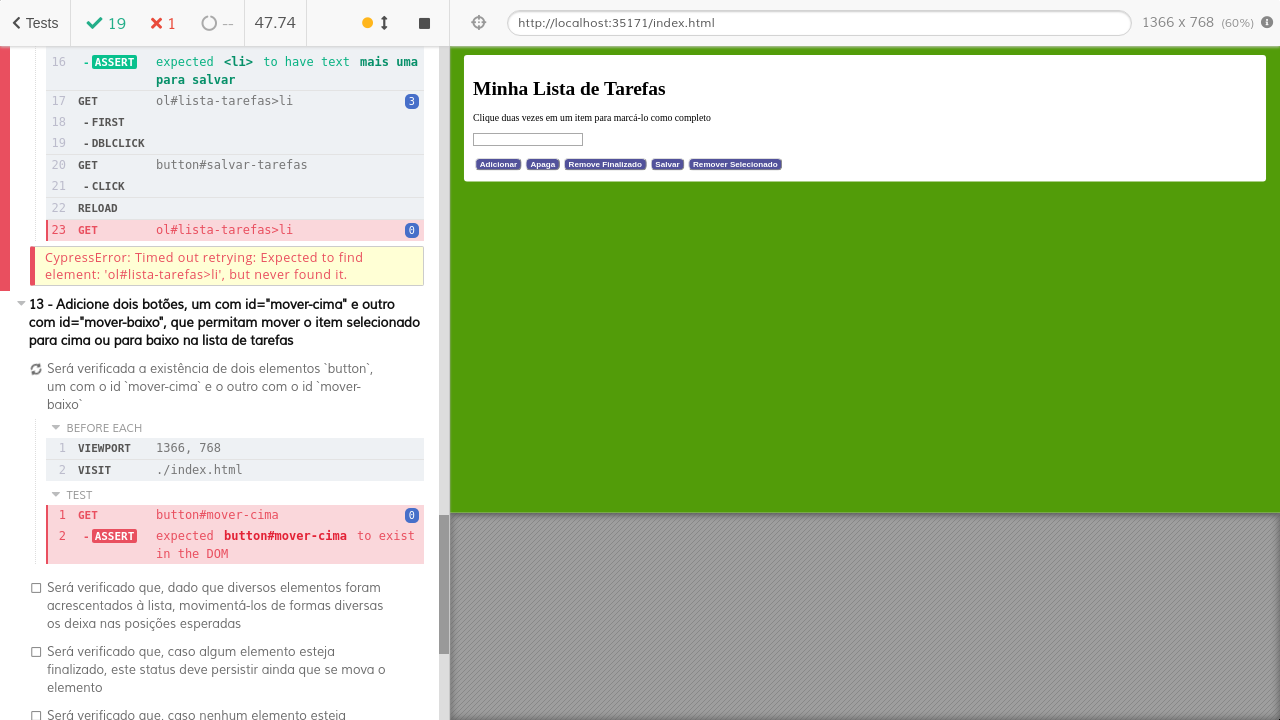 Tests
19
1
--
47.74
http://localhost:35171/index.html
1366 x 768 (60%)
16 - ASSERT expected <li> to have text mais uma
para salvar
17 GET ol#lista-tarefas>li 3
18 - FIRST
19 - DBLCLICK
20 GET button#salvar-tarefas
21 - CLICK
22 RELOAD
23 GET ol#lista-tarefas>li 0
CypressError: Timed out retrying: Expected to find
element: 'ol#lista-tarefas>li', but never found it.
13 - Adicione dois botões, um com id="mover-cima" e outro
com id="mover-baixo", que permitam mover o item selecionado
para cima ou para baixo na lista de tarefas
Será verificada a existência de dois elementos `button`,
um com o id `mover-cima` e o outro com o id `mover-
baixo`
BEFORE EACH
1 VIEWPORT 1366, 768
2 VISIT ./index.html
TEST
1 GET button#mover-cima 0
2 - ASSERT expected button#mover-cima to exist
in the DOM
Será verificado que, dado que diversos elementos foram
acrescentados à lista, movimentá-los de formas diversas
os deixa nas posições esperadas
Será verificado que, caso algum elemento esteja
finalizado, este status deve persistir ainda que se mova o
elemento
Será verificado que, caso nenhum elemento esteja
Minha Lista de Tarefas
Clique duas vezes em um item para marcá-lo como completo
Adicionar Apaga Remove Finalizado Salvar Remover Selecionado